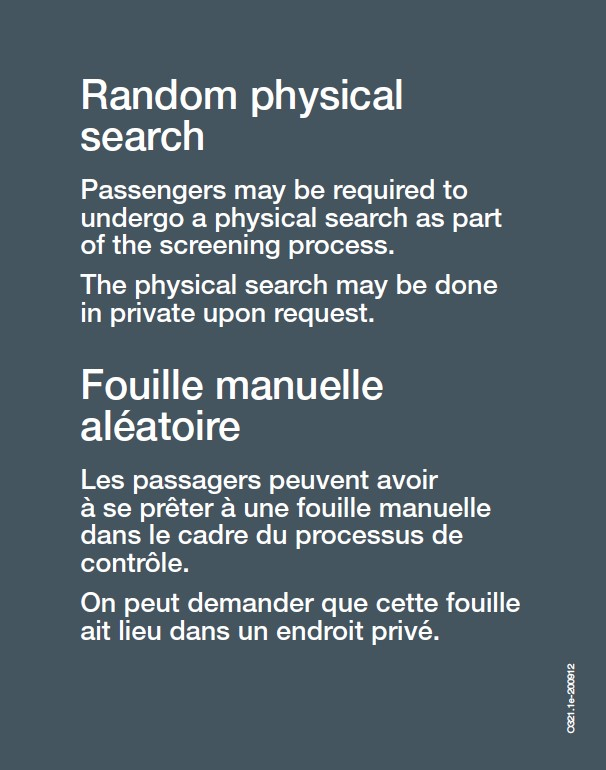 Random physical
search
Passengers may be required to
undergo a physical search as part
of the screening process.
The physical search may be done
in private upon request.
Fouille manuelle
aléatoire
Les passagers peuvent avoir
à se prêter à une fouille manuelle
dans le cadre du processus de
contrôle.
On peut demander que cette fouille
ait lieu dans un endroit privé.
C321.1e-200912